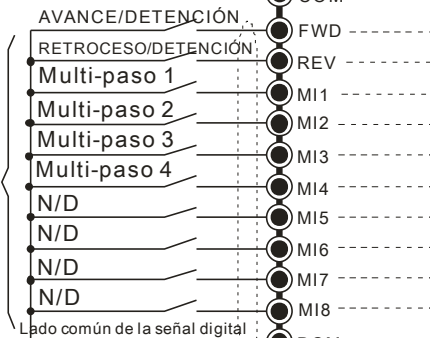 AVANCE/DETENCIÓN FWD
RETROCESO/DETENCIÓN REV
Multi-paso 1 MI1
Multi-paso 2 MI2
Multi-paso 3 MI3
Multi-paso 4 MI4
N/D MI5
N/D MI6
N/D MI7
N/D MI8
Lado común de la señal digital